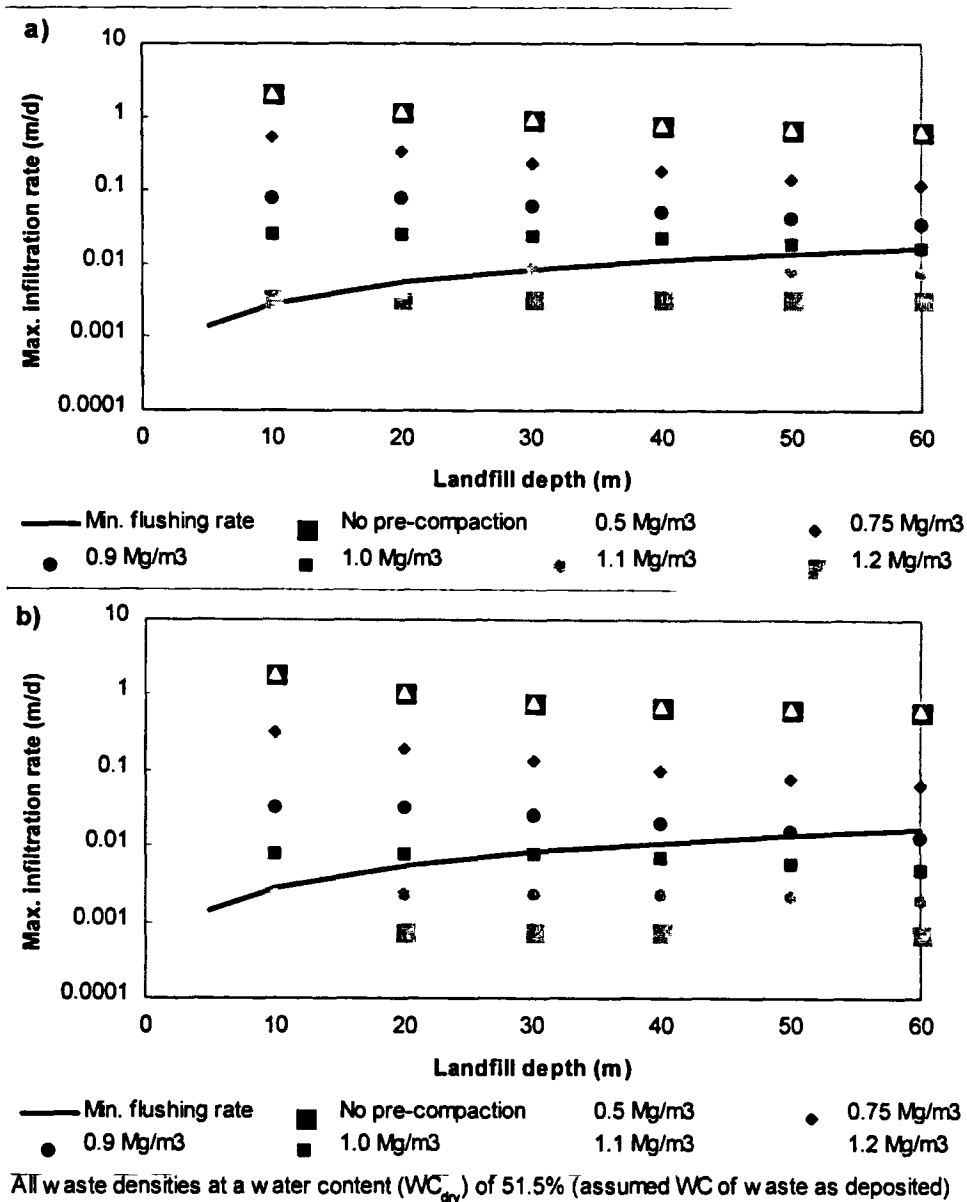 a)
Max. infiltration rate (m/d)
10
1
0.1
0.01
0.001
0.0001
0 10 20 30 40 50 60
Landfill depth (m)
Min. flushing rate No pre-compaction 0.5 Mg/m3 0.75 Mg/m3
0.9 Mg/m3 1.0 Mg/m3 1.1 Mg/m3 1.2 Mg/m3
b)
Max. infiltration rate (m/d)
10
1
0.1
0.01
0.001
0.0001
0 10 20 30 40 50 60
Landfill depth (m)
Min. flushing rate No pre-compaction 0.5 Mg/m3 0.75 Mg/m3
0.9 Mg/m3 1.0 Mg/m3 1.1 Mg/m3 1.2 Mg/m3
All waste densities at a water content (WCdry) of 51.5% (assumed WC of waste as deposited)